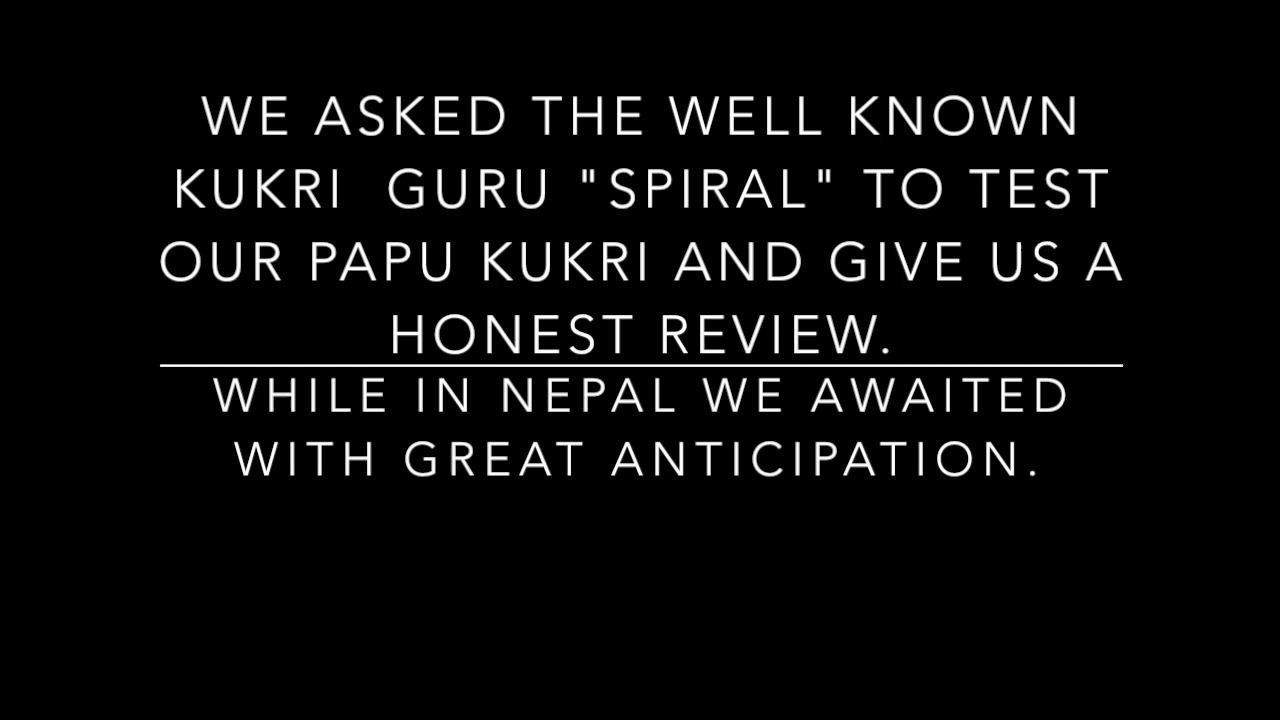 WE ASKED THE WELL KNOWN
KUKRI  GURU "SPIRAL" TO TEST
OUR PAPU KUKRI AND GIVE US A
HONEST REVIEW.
WHILE IN NEPAL WE AWAITED
WITH GREAT ANTICIPATION.